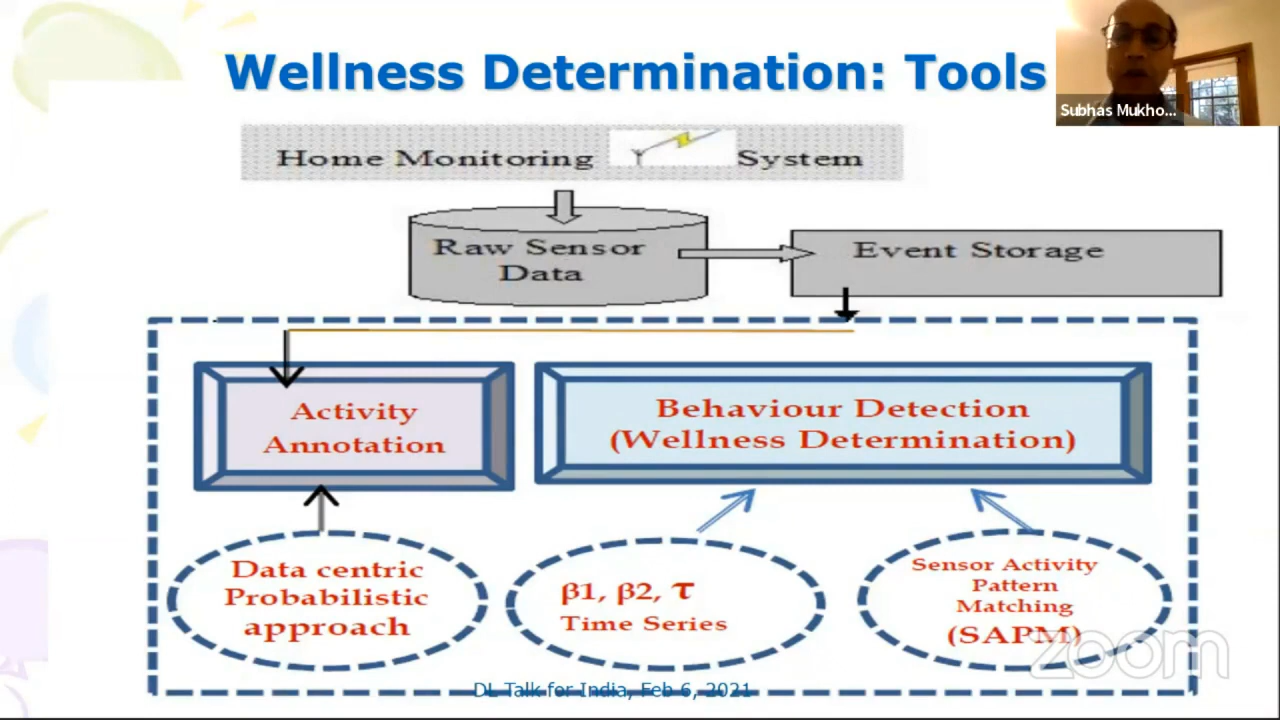 Wellness Determination: Tools
Subhas Mukho...
Home Monitoring System
Raw Sensor
Data
Event Storage
Activity
Annotation
Behaviour Detection
(Wellness Determination)
Data centric
Probabilistic
approach
β1, β2, τ
Time Series
Sensor Activity
Pattern
Matching
(SAPM)
zoom
DL Talk for India, Feb 6, 2021